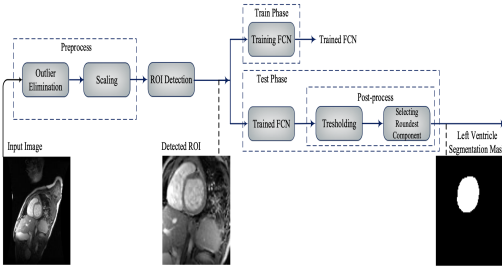 Train Phase
Preprocess
Training FCN
Trained FCN
Outlier
Elimination
Scaling
ROI Detection
Test Phase
Post-process
Trained FCN
Tresholding
Selecting
Roundest
Component
Input Image
Detected ROI
Left Ventricle
Segmentation Mas